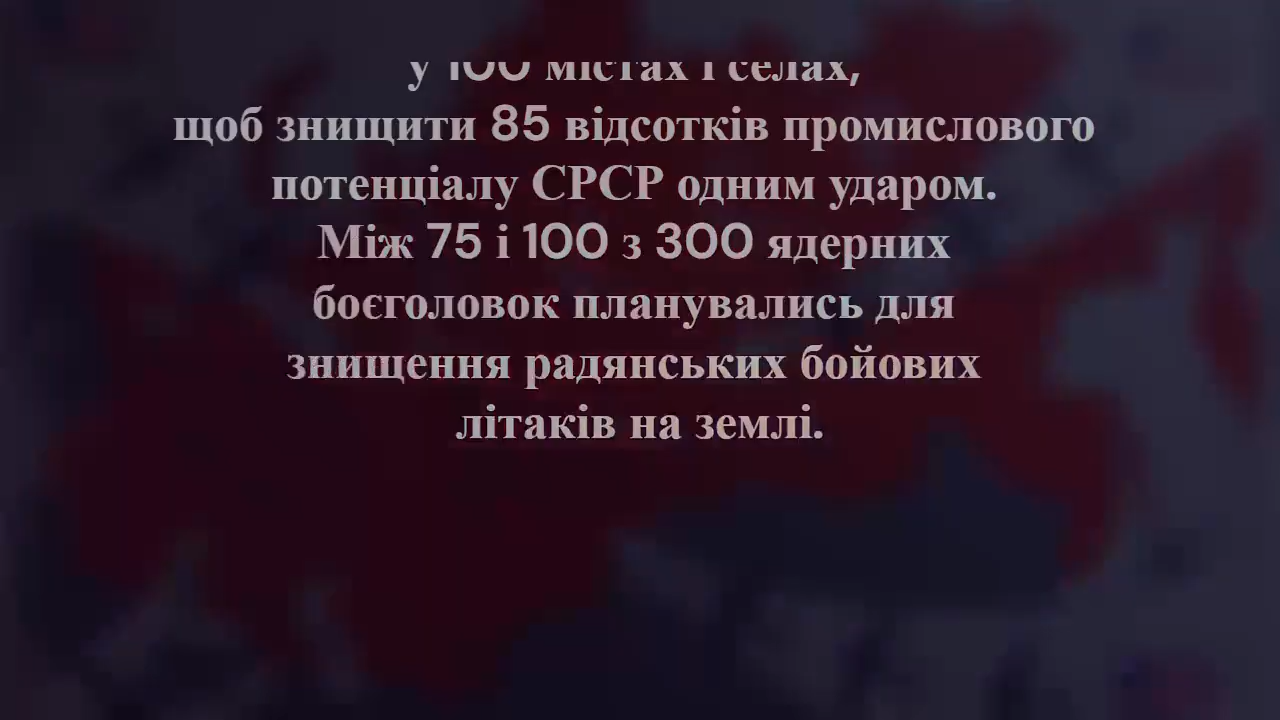 у 100 містах і селах,
щоб знищити 85 відсотків промислового
потенціалу СРСР одним ударом.
Між 75 і 100 з 300 ядерних
боєголовок планувались для
знищення радянських бойових
літаків на землі.